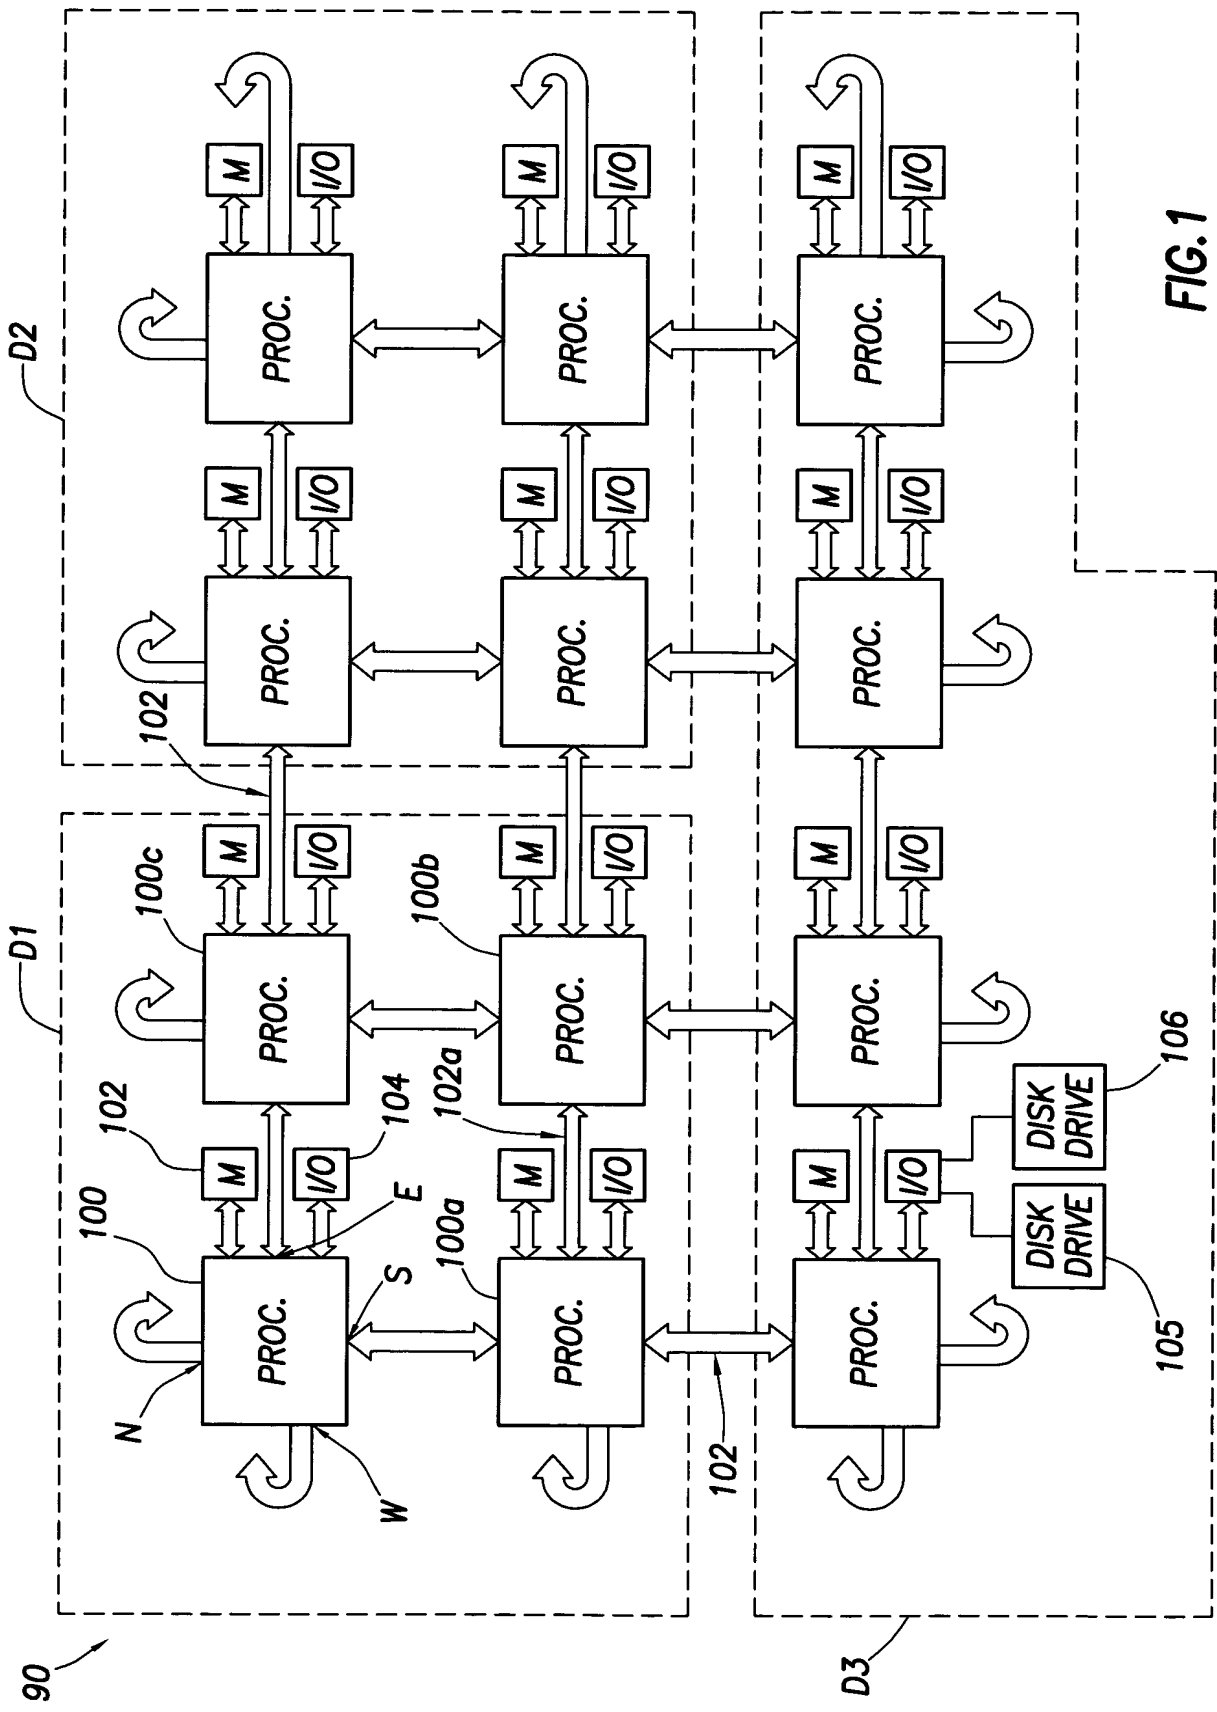 90
D1
D2
N
100
102
100c
102
M
M
M
M
PROC.
PROC.
PROC.
PROC.
I/O
I/O
I/O
I/O
W
S
E
104
100a
102a
100b
M
M
M
M
PROC.
PROC.
PROC.
PROC.
I/O
I/O
I/O
I/O
102
M
M
M
M
PROC.
PROC.
PROC.
PROC.
I/O
I/O
I/O
I/O
D3
DISK
DRIVE
DISK
DRIVE
105
106
FIG.1